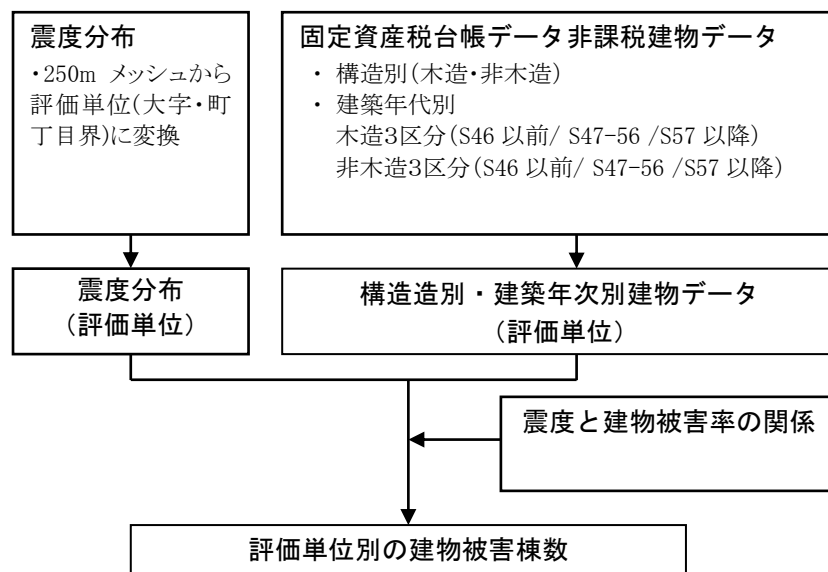 震度分布
・250m メッシュから
評価単位(大字・町
丁目界)に変換
固定資産税台帳データ非課税建物データ
・ 構造別(木造・非木造)
・ 建築年代別
木造3区分(S46 以前/ S47-56 /S57 以降)
非木造3区分(S46 以前/ S47-56 /S57 以降)
震度分布
(評価単位)
構造造別・建築年次別建物データ
(評価単位)
震度と建物被害率の関係
評価単位別の建物被害棟数